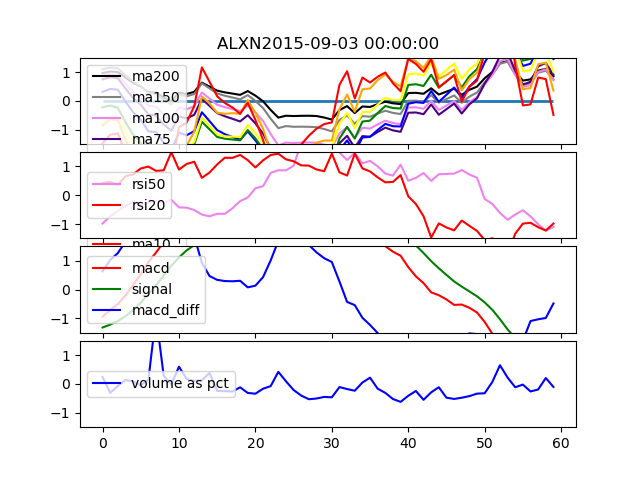 ALXN2015-09-03 00:00:00
1
0
−1
ma200
ma150
ma100
ma75
1
0
−1
rsi50
rsi20
ma10
1
0
−1
macd
signal
macd_diff
1
0
−1
volume as pct
0 10 20 30 40 50 60